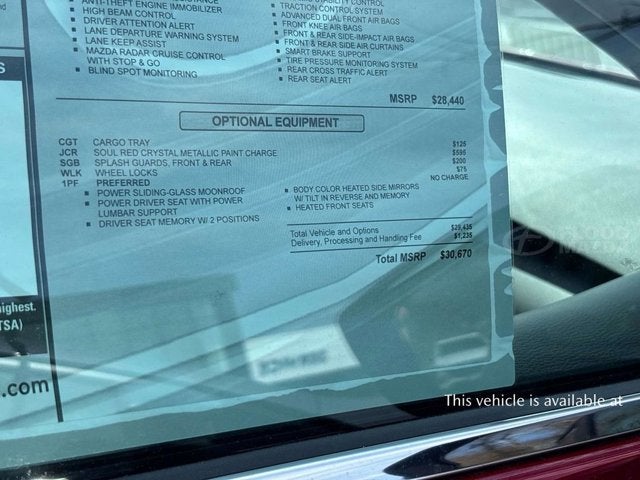 ANTI-THEFT ENGINE IMMOBILIZER
HIGH BEAM CONTROL
DRIVER ATTENTION ALERT
LANE DEPARTURE WARNING SYSTEM
LANE KEEP ASSIST
MAZDA RADAR CRUISE CONTROL
WITH STOP & GO
BLIND SPOT MONITORING
TRACTION CONTROL SYSTEM
ADVANCED DUAL FRONT AIR BAGS
FRONT KNEE AIR BAGS
FRONT & REAR SIDE-IMPACT AIR BAGS
FRONT & REAR SIDE AIR CURTAINS
SMART BRAKE SUPPORT
TIRE PRESSURE MONITORING SYSTEM
REAR CROSS TRAFFIC ALERT
REAR SEAT ALERT
MSRP $28,440
OPTIONAL EQUIPMENT
CGT CARGO TRAY $125
JCR SOUL RED CRYSTAL METALLIC PAINT CHARGE $595
SGB SPLASH GUARDS, FRONT & REAR $200
WLK WHEEL LOCKS $75
1PF PREFERRED NO CHARGE
POWER SLIDING-GLASS MOONROOF
POWER DRIVER SEAT WITH POWER
LUMBAR SUPPORT
DRIVER SEAT MEMORY W/ 2 POSITIONS
BODY COLOR HEATED SIDE MIRRORS
W/ TILT IN REVERSE AND MEMORY
HEATED FRONT SEATS
Total Vehicle and Options $29,435
Delivery, Processing and Handling Fee $1,235
Total MSRP $30,670
highest.
TSA)
.com
This vehicle is available at